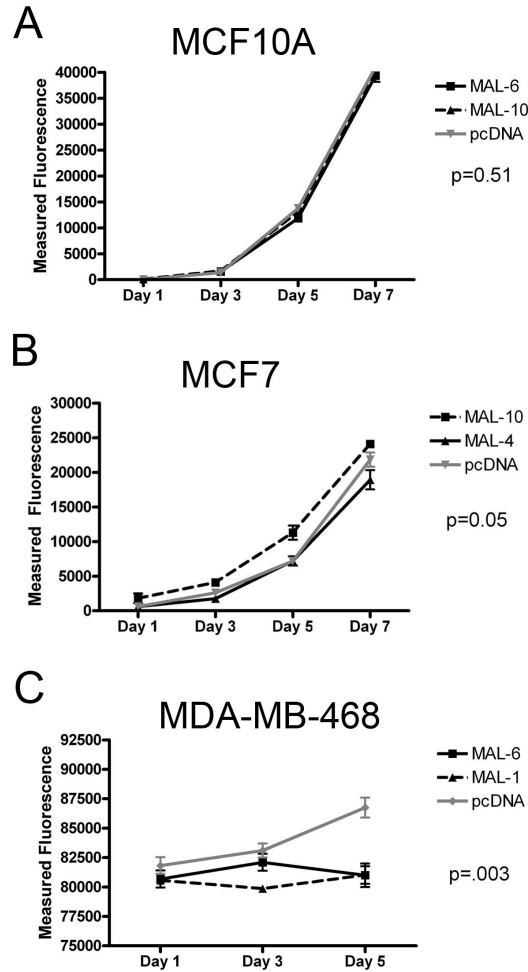 A
MCF10A
Measured Fluorescence
40000
35000
30000
25000
20000
15000
10000
5000
0
Day 1 Day 3 Day 5 Day 7
MAL-6
MAL-10
pcDNA
p=0.51
B
MCF7
Measured Fluorescence
30000
25000
20000
15000
10000
5000
0
Day 1 Day 3 Day 5 Day 7
MAL-10
MAL-4
pcDNA
p=0.05
C
MDA-MB-468
Measured Fluorescence
92500
90000
87500
85000
82500
80000
77500
75000
Day 1 Day 3 Day 5
MAL-6
MAL-1
pcDNA
p=.003